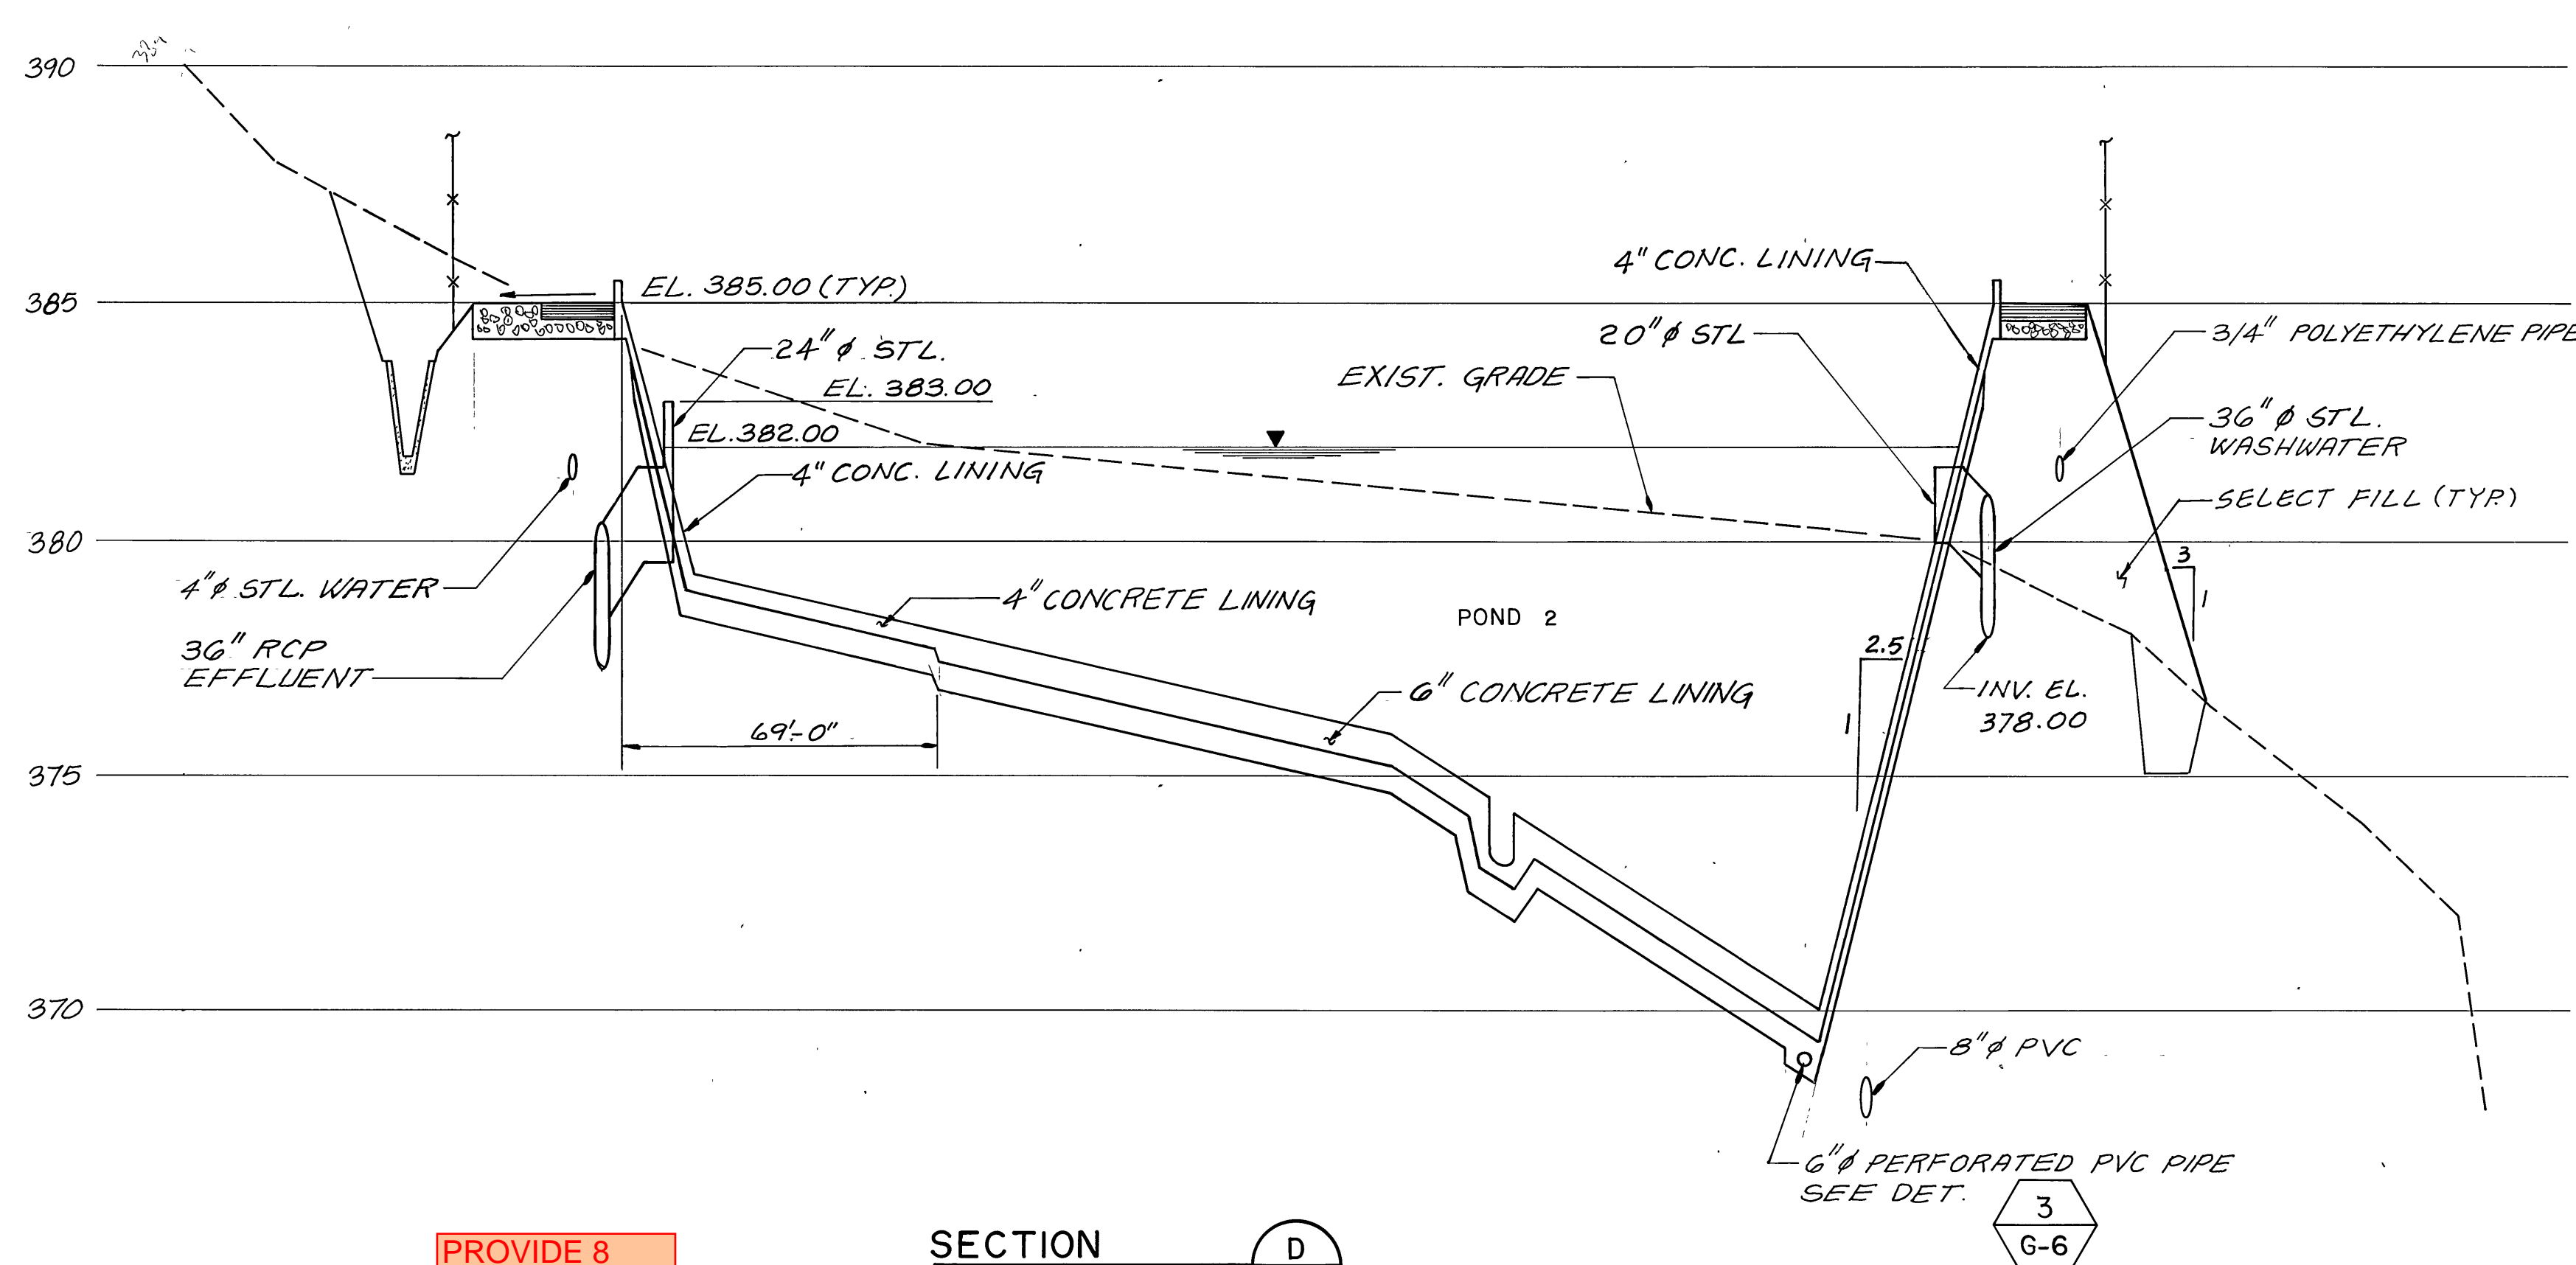 390
385
380
375
370
EL. 385.00 (TYP.)
24"ϕ STL.
EL. 383.00
EL. 382.00
4" CONC. LINING
4"ϕ STL. WATER
36" RCP
EFFLUENT
4" CONCRETE LINING
6" CONCRETE LINING
69'-0"
POND 2
EXIST. GRADE
4" CONC. LINING
20"ϕ STL
3/4" POLYETHYLENE PIPE
36"ϕ STL.
WASHWATER
SELECT FILL (TYP.)
3
1
2.5
1
INV. EL.
378.00
8"ϕ PVC
6"ϕ PERFORATED PVC PIPE
SEE DET.
3
G-6
SECTION
D
PROVIDE 8